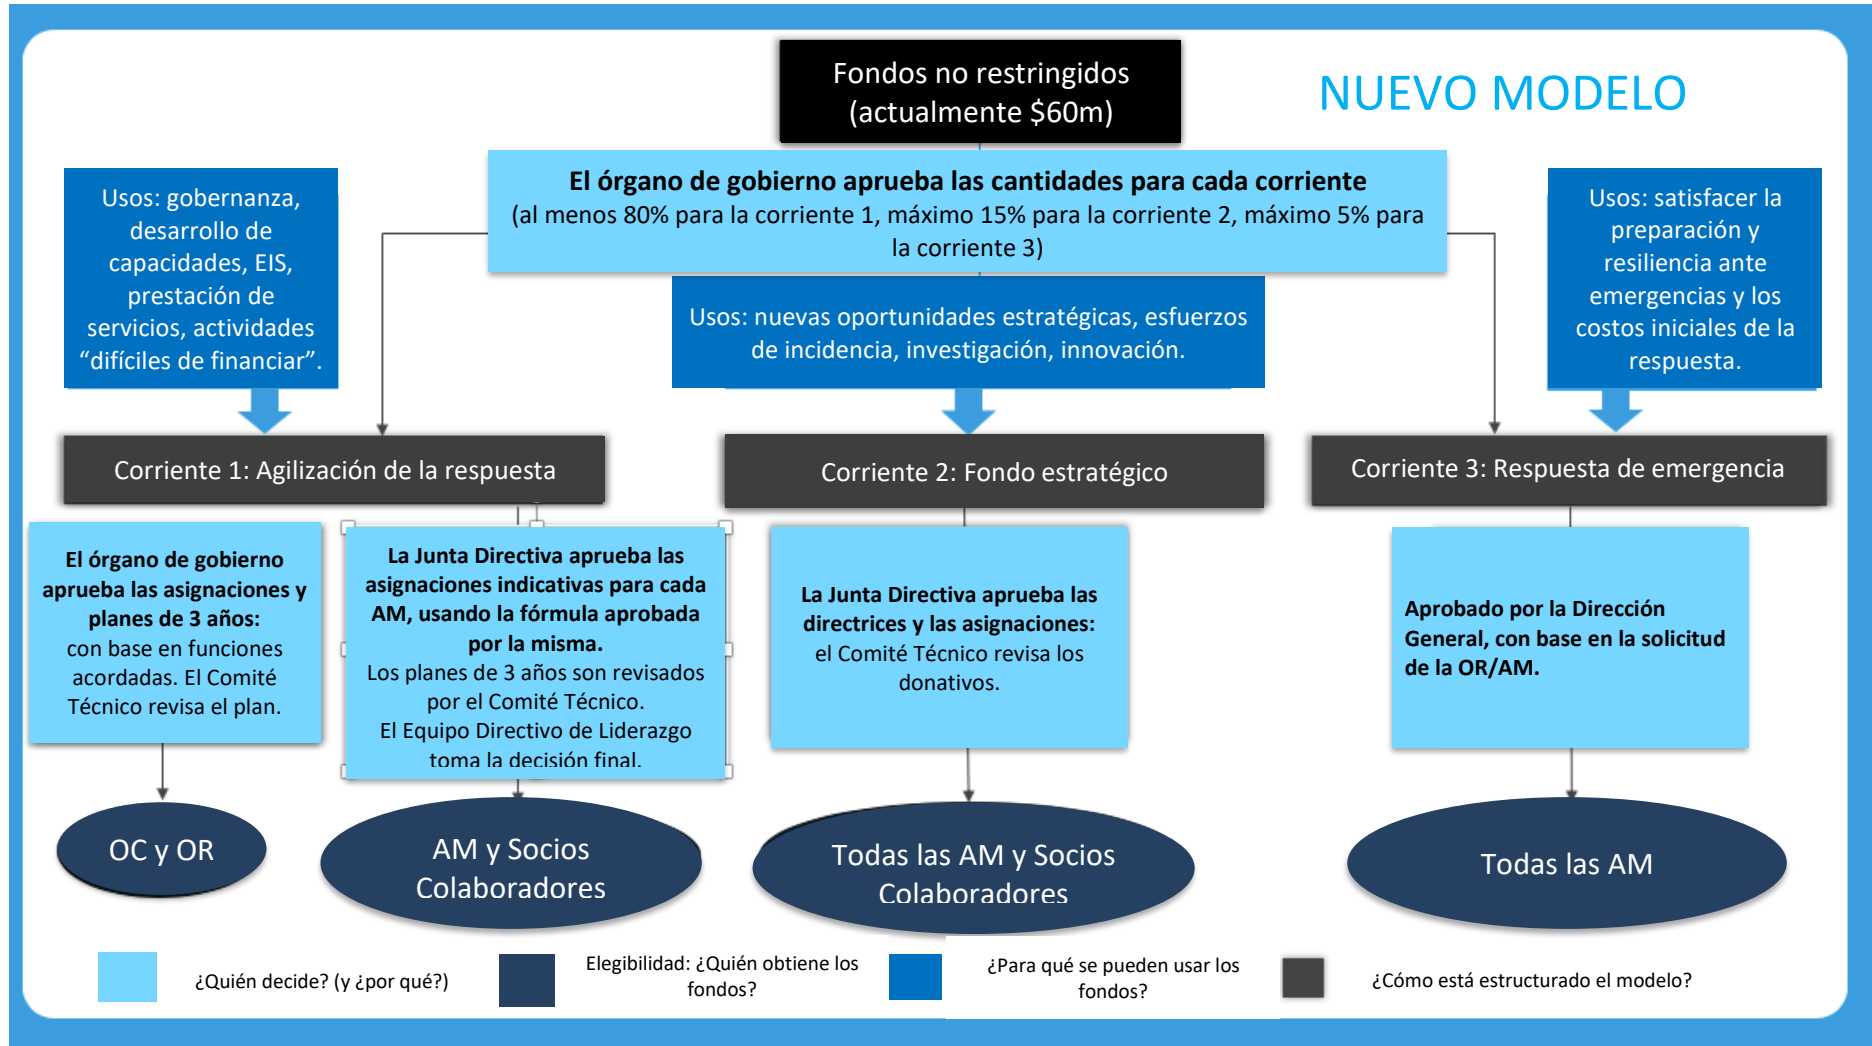 Fondos no restringidos
(actualmente $60m)
NUEVO MODELO
El órgano de gobierno aprueba las cantidades para cada corriente
(al menos 80% para la corriente 1, máximo 15% para la corriente 2, máximo 5% para
la corriente 3)
Usos: gobernanza,
desarrollo de
capacidades, EIS,
prestación de
servicios, actividades
“difíciles de financiar”.
Usos: nuevas oportunidades estratégicas, esfuerzos
de incidencia, investigación, innovación.
Usos: satisfacer la
preparación y
resiliencia ante
emergencias y los
costos iniciales de la
respuesta.
Corriente 1: Agilización de la respuesta
Corriente 2: Fondo estratégico
Corriente 3: Respuesta de emergencia
El órgano de gobierno
aprueba las asignaciones y
planes de 3 años:
con base en funciones
acordadas. El Comité
Técnico revisa el plan.
La Junta Directiva aprueba las
asignaciones indicativas para cada
AM, usando la fórmula aprobada
por la misma.
Los planes de 3 años son revisados
por el Comité Técnico.
El Equipo Directivo de Liderazgo
toma la decisión final.
La Junta Directiva aprueba las
directrices y las asignaciones:
el Comité Técnico revisa los
donativos.
Aprobado por la Dirección
General, con base en la solicitud
de la OR/AM.
OC y OR
AM y Socios
Colaboradores
Todas las AM y Socios
Colaboradores
Todas las AM
¿Quién decide? (y ¿por qué?)
Elegibilidad: ¿Quién obtiene los
fondos?
¿Para qué se pueden usar los
fondos?
¿Cómo está estructurado el modelo?